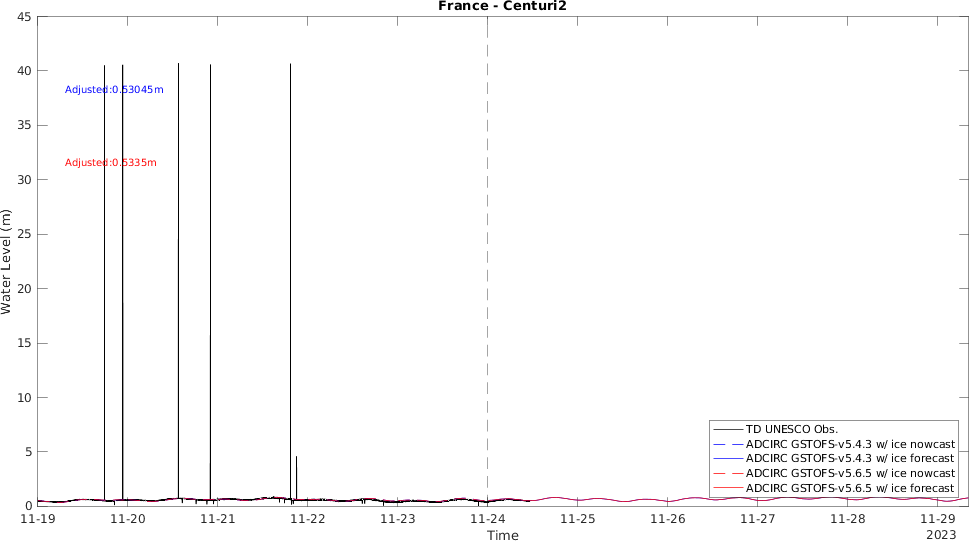 France - Centuri2
45
40
35
30
25
20
15
10
5
0
Water Level (m)
Adjusted:0.53045m
Adjusted:0.5335m
TD UNESCO Obs.
ADCIRC GSTOFS-v5.4.3 w/ ice nowcast
ADCIRC GSTOFS-v5.4.3 w/ ice forecast
ADCIRC GSTOFS-v5.6.5 w/ ice nowcast
ADCIRC GSTOFS-v5.6.5 w/ ice forecast
11-19 11-20 11-21 11-22 11-23 11-24 11-25 11-26 11-27 11-28 11-29
Time
2023